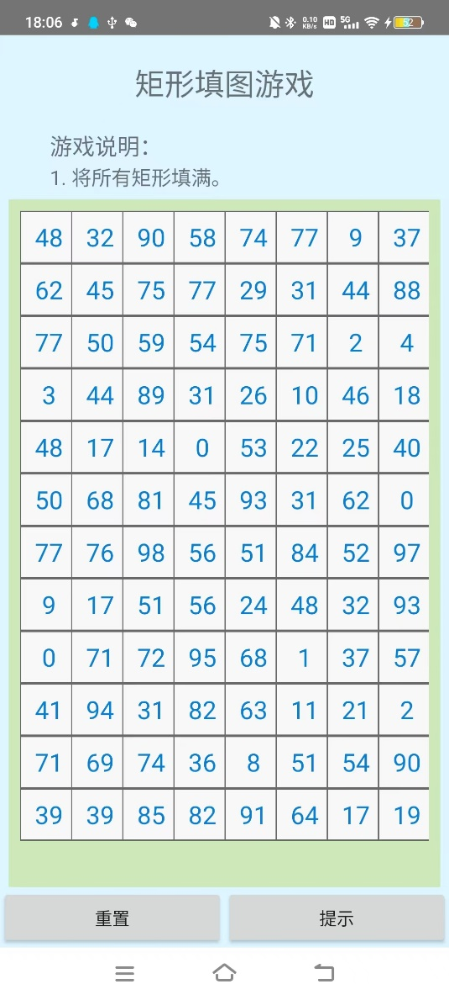 18:06 0.10 KB/s HD 5G 52
矩形填图游戏
游戏说明：
1. 将所有矩形填满。
48 32 90 58 74 77 9 37
62 45 75 77 29 31 44 88
77 50 59 54 75 71 2 4
3 44 89 31 26 10 46 18
48 17 14 0 53 22 25 40
50 68 81 45 93 31 62 0
77 76 98 56 51 84 52 97
9 17 51 56 24 48 32 93
0 71 72 95 68 1 37 57
41 94 31 82 63 11 21 2
71 69 74 36 8 51 54 90
39 39 85 82 91 64 17 19
重置 提示